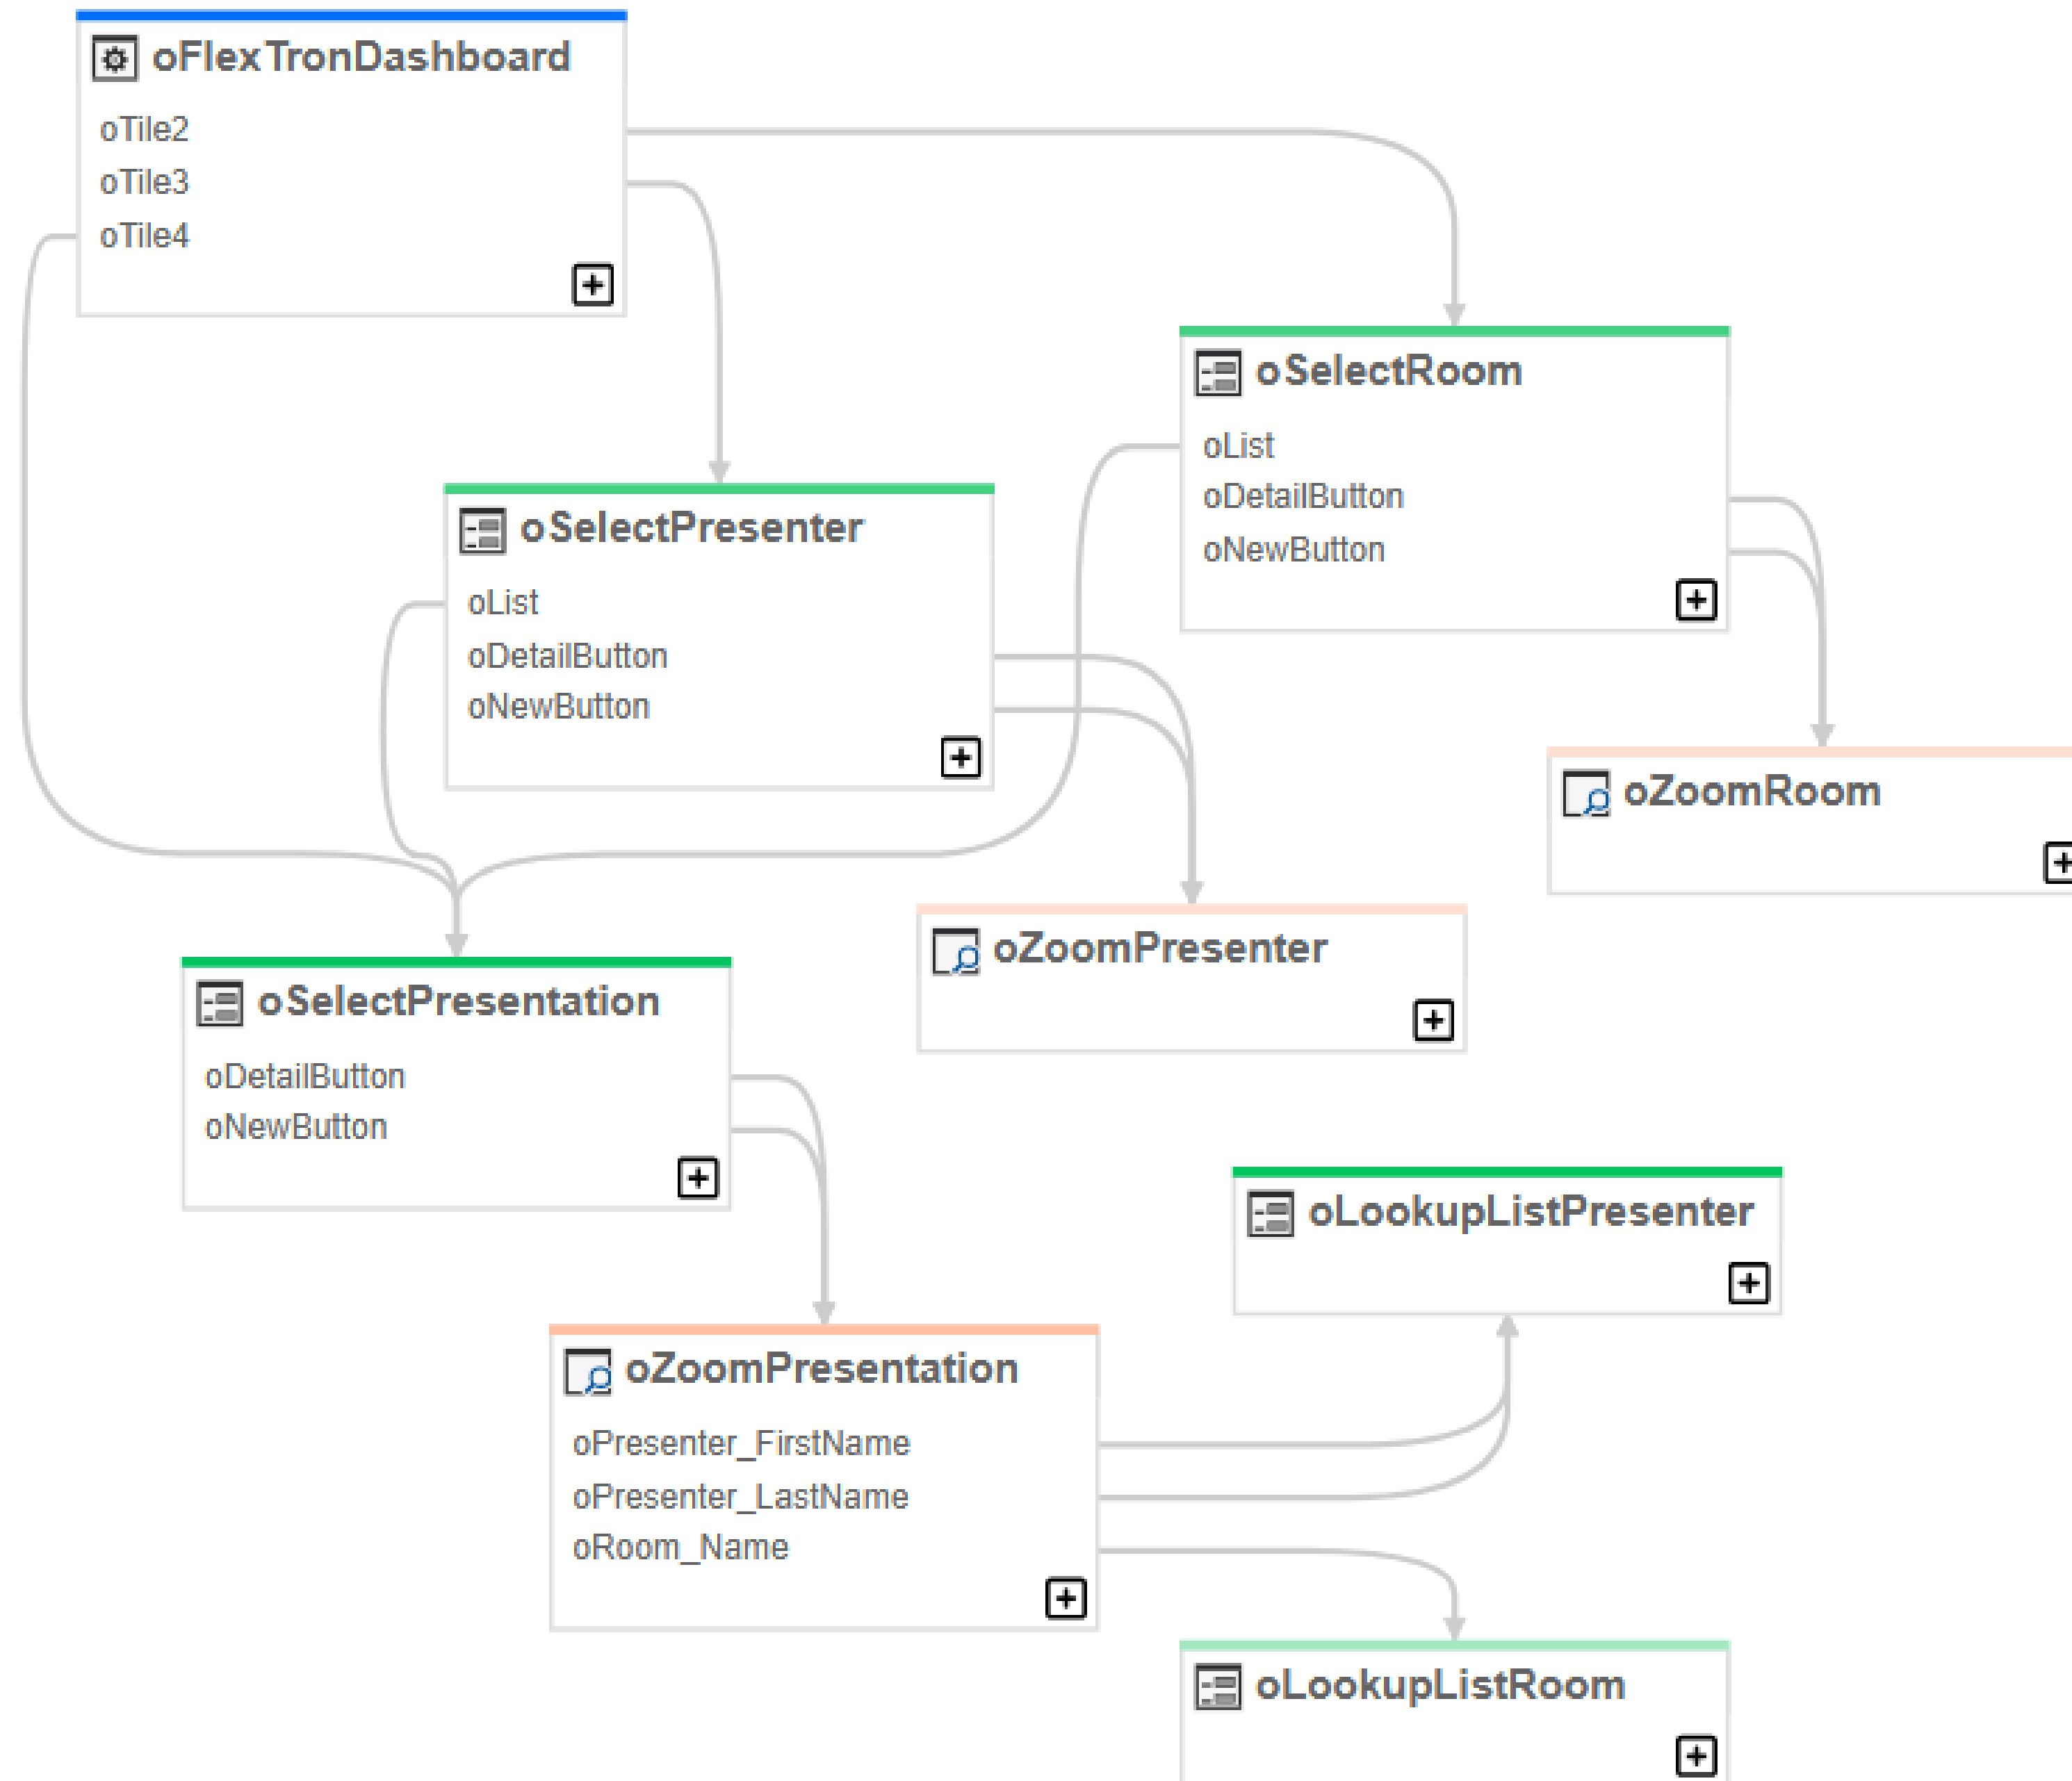 oFlexTronDashboard
oTile2
oTile3
oTile4
oSelectRoom
oList
oDetailButton
oNewButton
oSelectPresenter
oList
oDetailButton
oNewButton
oZoomRoom
oZoomPresenter
oSelectPresentation
oDetailButton
oNewButton
oLookupListPresenter
oZoomPresentation
oPresenter_FirstName
oPresenter_LastName
oRoom_Name
oLookupListRoom